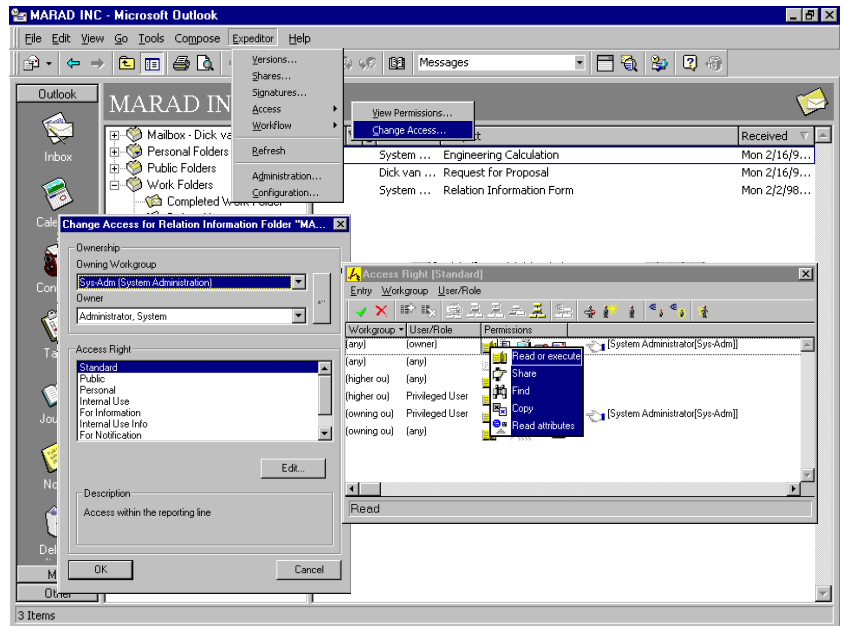 MARAD INC - Microsoft Outlook
File Edit View Go Tools Compose Expeditor Help
Messages
Versions...
Shares...
Signatures...
Access
Workflow
Refresh
Administration...
Configuration...
View Permissions...
Change Access...
Outlook
Inbox
Cale
Con
Ta
Jou
No
Del
M
Other
MARAD IN
Mailbox - Dick va
Personal Folders
Public Folders
Work Folders
Completed Work Folder
Received
System ... Engineering Calculation Mon 2/16/9...
Dick van ... Request for Proposal Mon 2/16/9...
System ... Relation Information Form Mon 2/2/98...
Change Access for Relation Information Folder "MA...
Ownership
Owning Workgroup
Sys-Adm (System Administration)
...
Owner
Administrator, System
Access Right
Standard
Public
Personal
Internal Use
For Information
Internal Use Info
For Notification
Edit...
Description
Access within the reporting line
OK Cancel
Access Right [Standard]
Entry Workgroup User/Role
Workgroup User/Role Permissions
(any) (owner) [System Administrator[Sys-Adm]]
(any) (any)
(higher ou) (any)
(higher ou) Privileged User
(owning ou) Privileged User [System Administrator[Sys-Adm]]
(owning ou) (any)
Read or execute
Share
Find
Copy
Read attributes
Read
3 Items